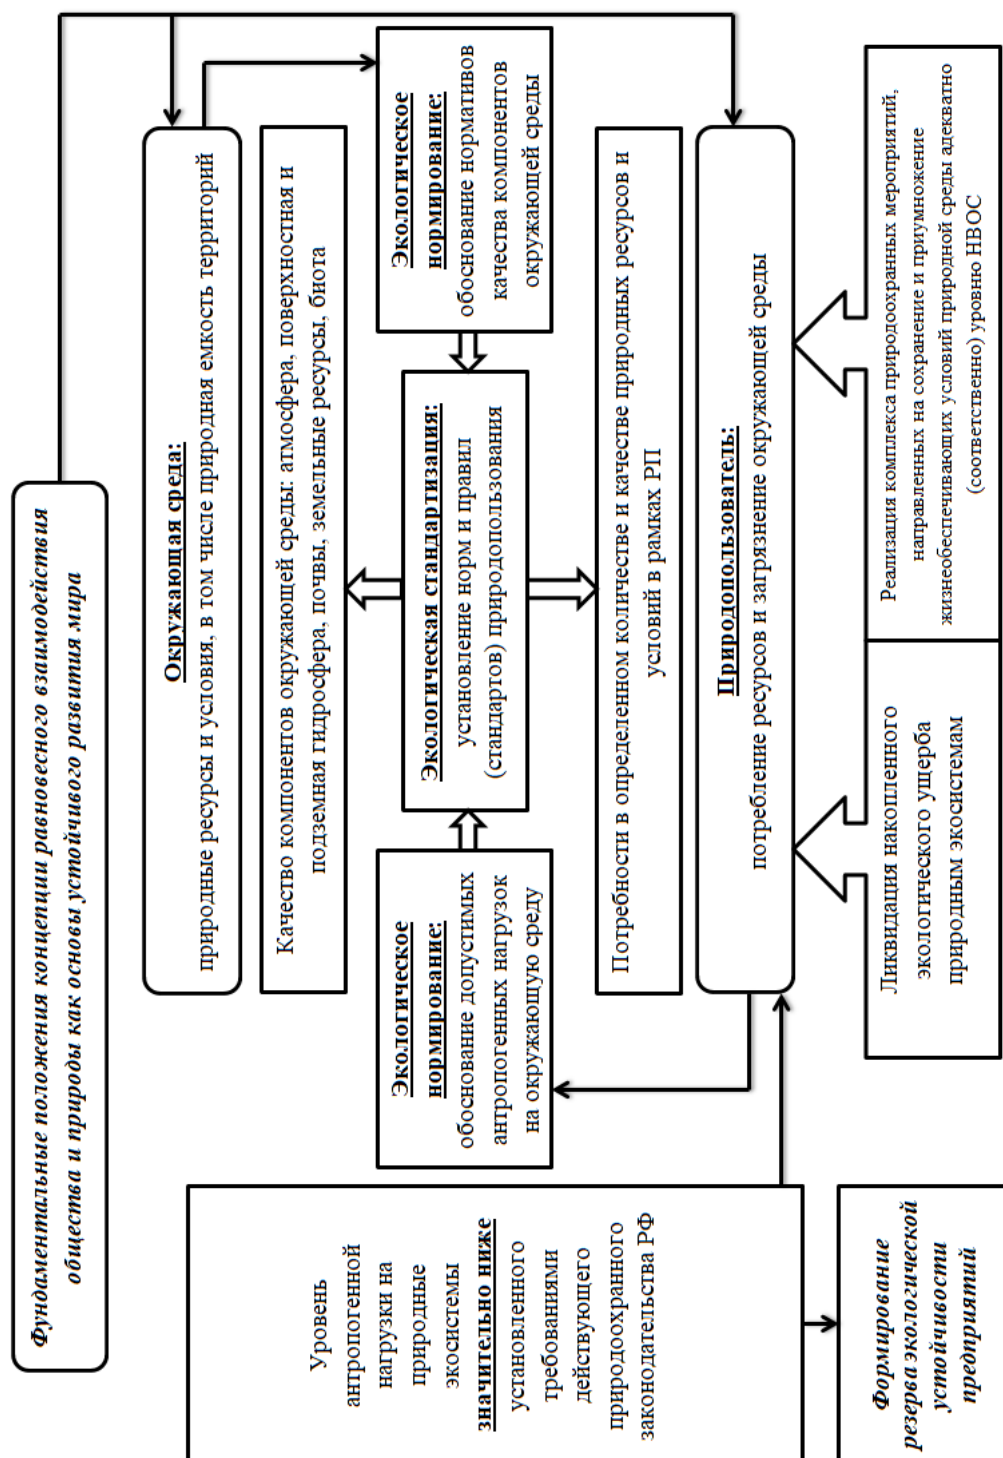 Фундаментальные положения концепции равновесного взаимодействия
общества и природы как основы устойчивого развития мира
Окружающая среда:
природные ресурсы и условия, в том числе природная емкость территорий
Качество компонентов окружающей среды: атмосфера, поверхностная и
подземная гидросфера, почвы, земельные ресурсы, биота
Экологическое
нормирование:
обоснование допустимых
антропогенных нагрузок
на окружающую среду
Экологическая стандартизация:
установление норм и правил
(стандартов) природопользования
Экологическое
нормирование:
обоснование нормативов
качества компонентов
окружающей среды
Потребности в определенном количестве и качестве природных ресурсов и
условий в рамках РП
Природопользователь:
потребление ресурсов и загрязнение окружающей среды
Уровень
антропогенной
нагрузки на
природные
экосистемы
значительно ниже
установленного
требованиями
действующего
природоохранного
законодательства РФ
Формирование
резерва экологической
устойчивости
предприятий
Ликвидация накопленного
экологического ущерба
природным экосистемам
Реализация комплекса природоохранных мероприятий,
направленных на сохранение и приумножение
жизнеобеспечивающих условий природной среды адекватно
(соответственно) уровню НВОС